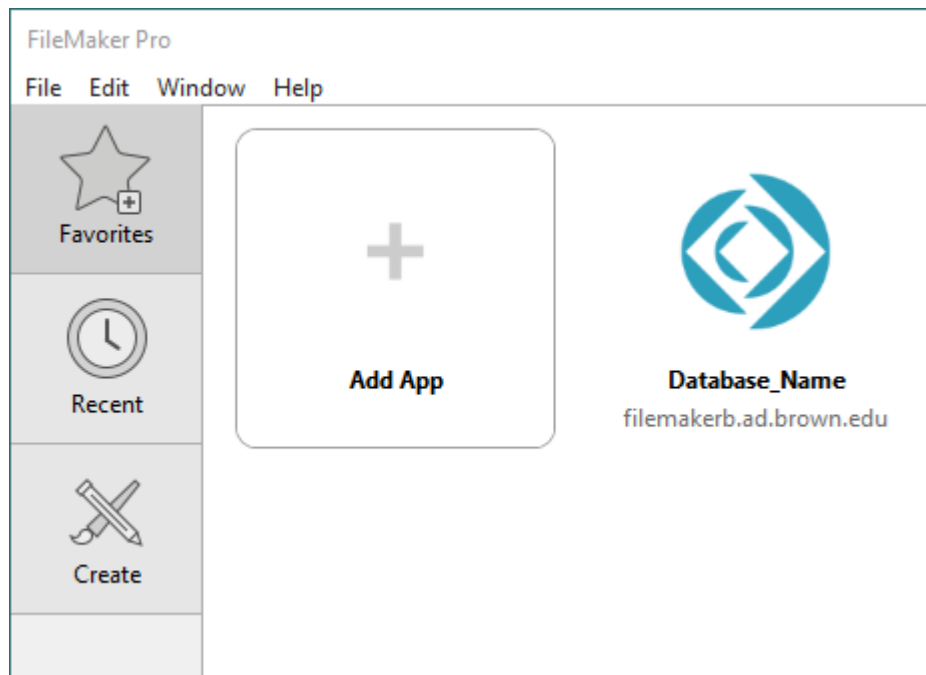 FileMaker Pro
File Edit Window Help
Favorites
Recent
Create
Add App
Database_Name
filemakerb.ad.brown.edu